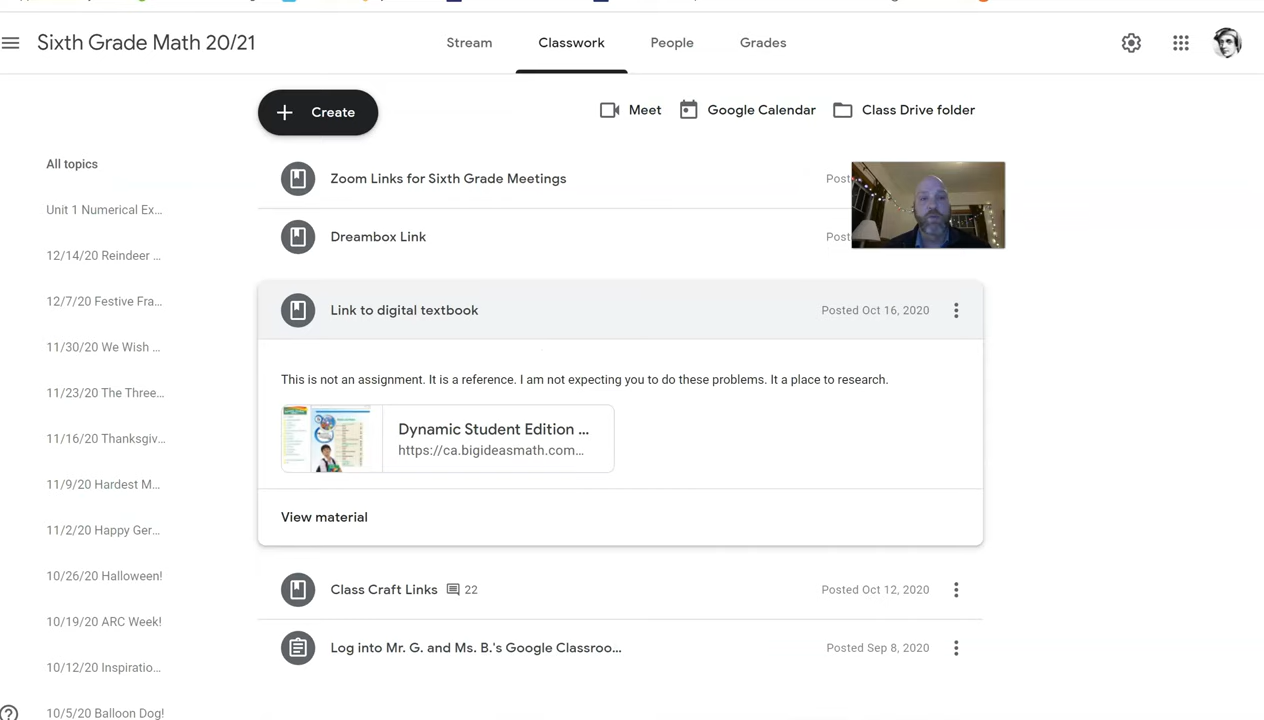 Sixth Grade Math 20/21
Stream
Classwork
People
Grades
Create
Meet
Google Calendar
Class Drive folder
All topics
Unit 1 Numerical Ex...
12/14/20 Reindeer ...
12/7/20 Festive Fra...
11/30/20 We Wish ...
11/23/20 The Three...
11/16/20 Thanksgiv...
11/9/20 Hardest M...
11/2/20 Happy Ger...
10/26/20 Halloween!
10/19/20 ARC Week!
10/12/20 Inspiratio...
10/5/20 Balloon Dog!
Zoom Links for Sixth Grade Meetings
Post
Dreambox Link
Post
Link to digital textbook
Posted Oct 16, 2020
This is not an assignment. It is a reference. I am not expecting you to do these problems. It a place to research.
Dynamic Student Edition ...
https://ca.bigideasmath.com...
View material
Class Craft Links
22
Posted Oct 12, 2020
Log into Mr. G. and Ms. B.'s Google Classroo...
Posted Sep 8, 2020